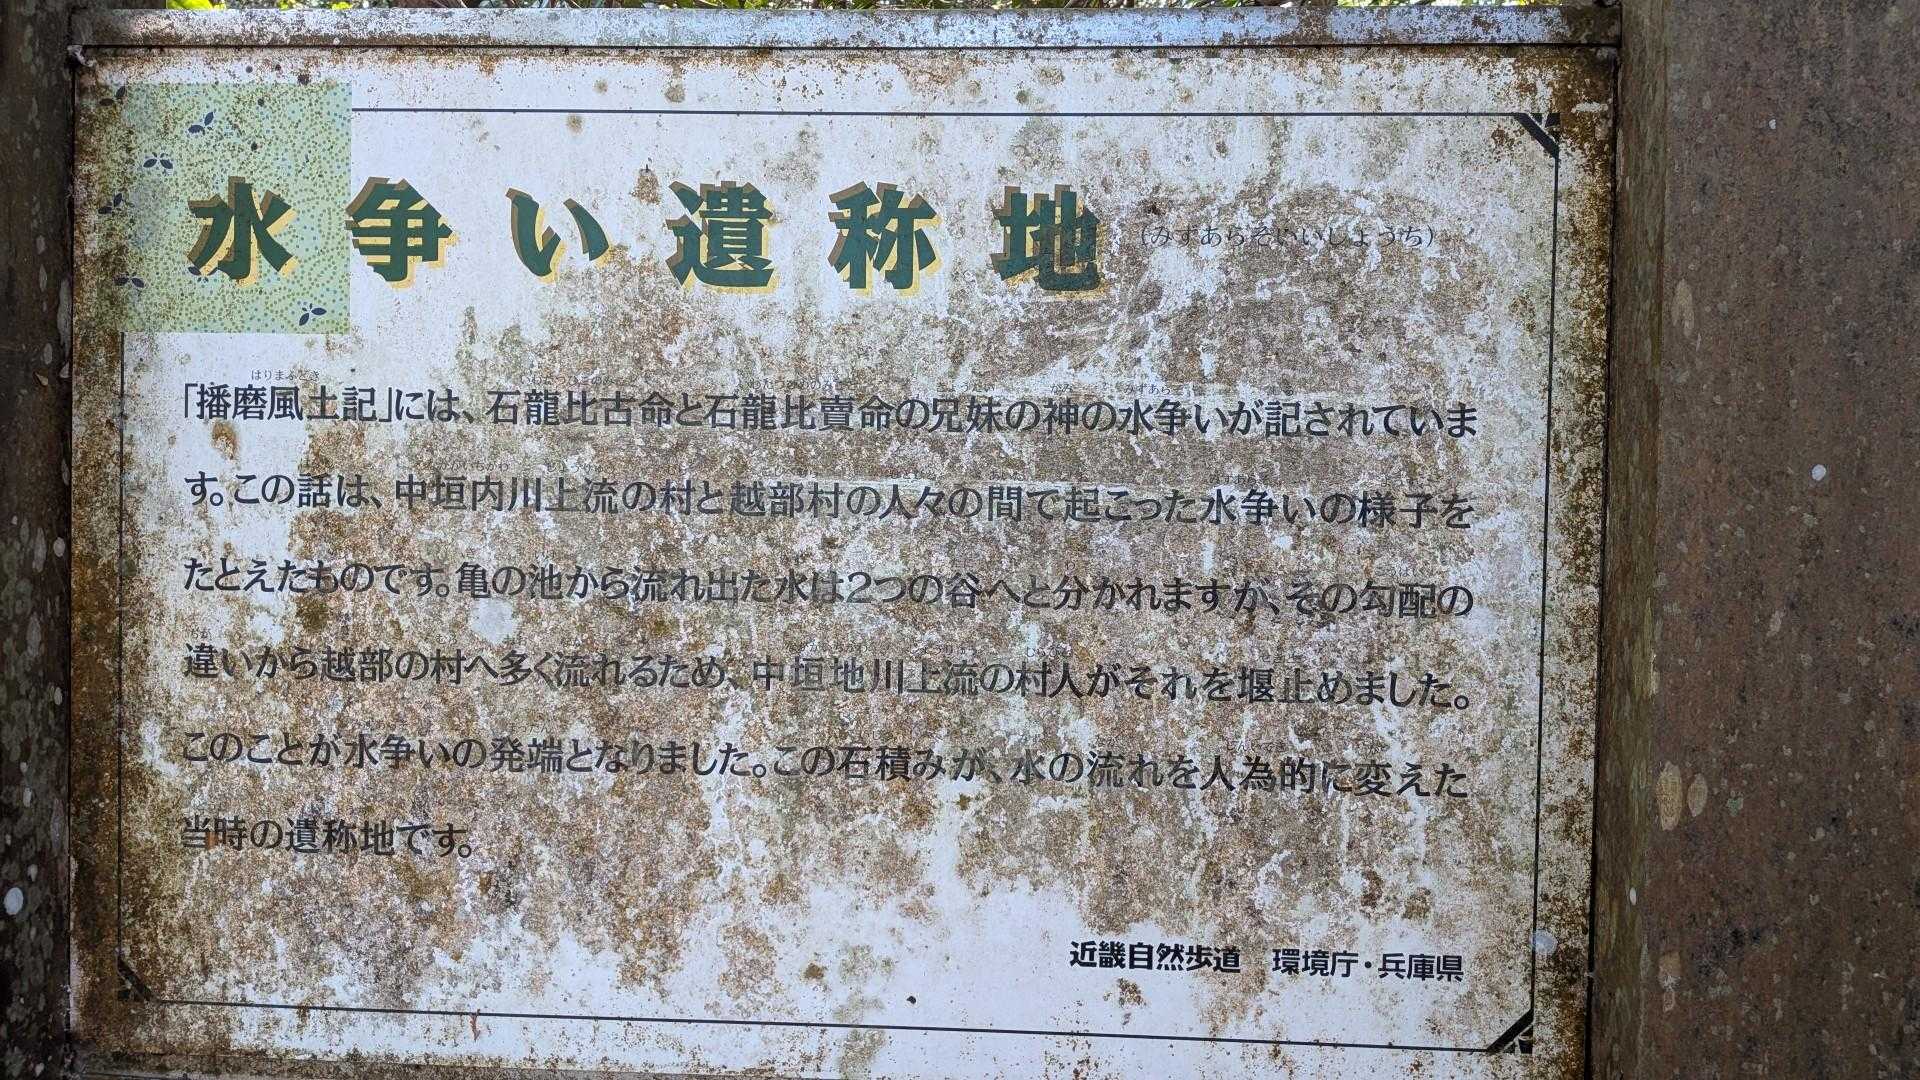 水争い遺称地 （みずあらそいいしょうち）
「播磨風土記」には、石龍比古命と石龍比賣命の兄妹の神の水争いが記されていま
す。この話は、中垣内川上流の村と越部村の人々の間で起こった水争いの様子を
たとえたものです。亀の池から流れ出た水は2つの谷へと分かれますが、その勾配の
違いから越部の村へ多く流れるため、中垣地川上流の村人がそれを堰止めました。
このことが水争いの発端となりました。この石積みが、水の流れを人為的に変えた
当時の遺称地です。
近畿自然歩道　環境庁・兵庫県